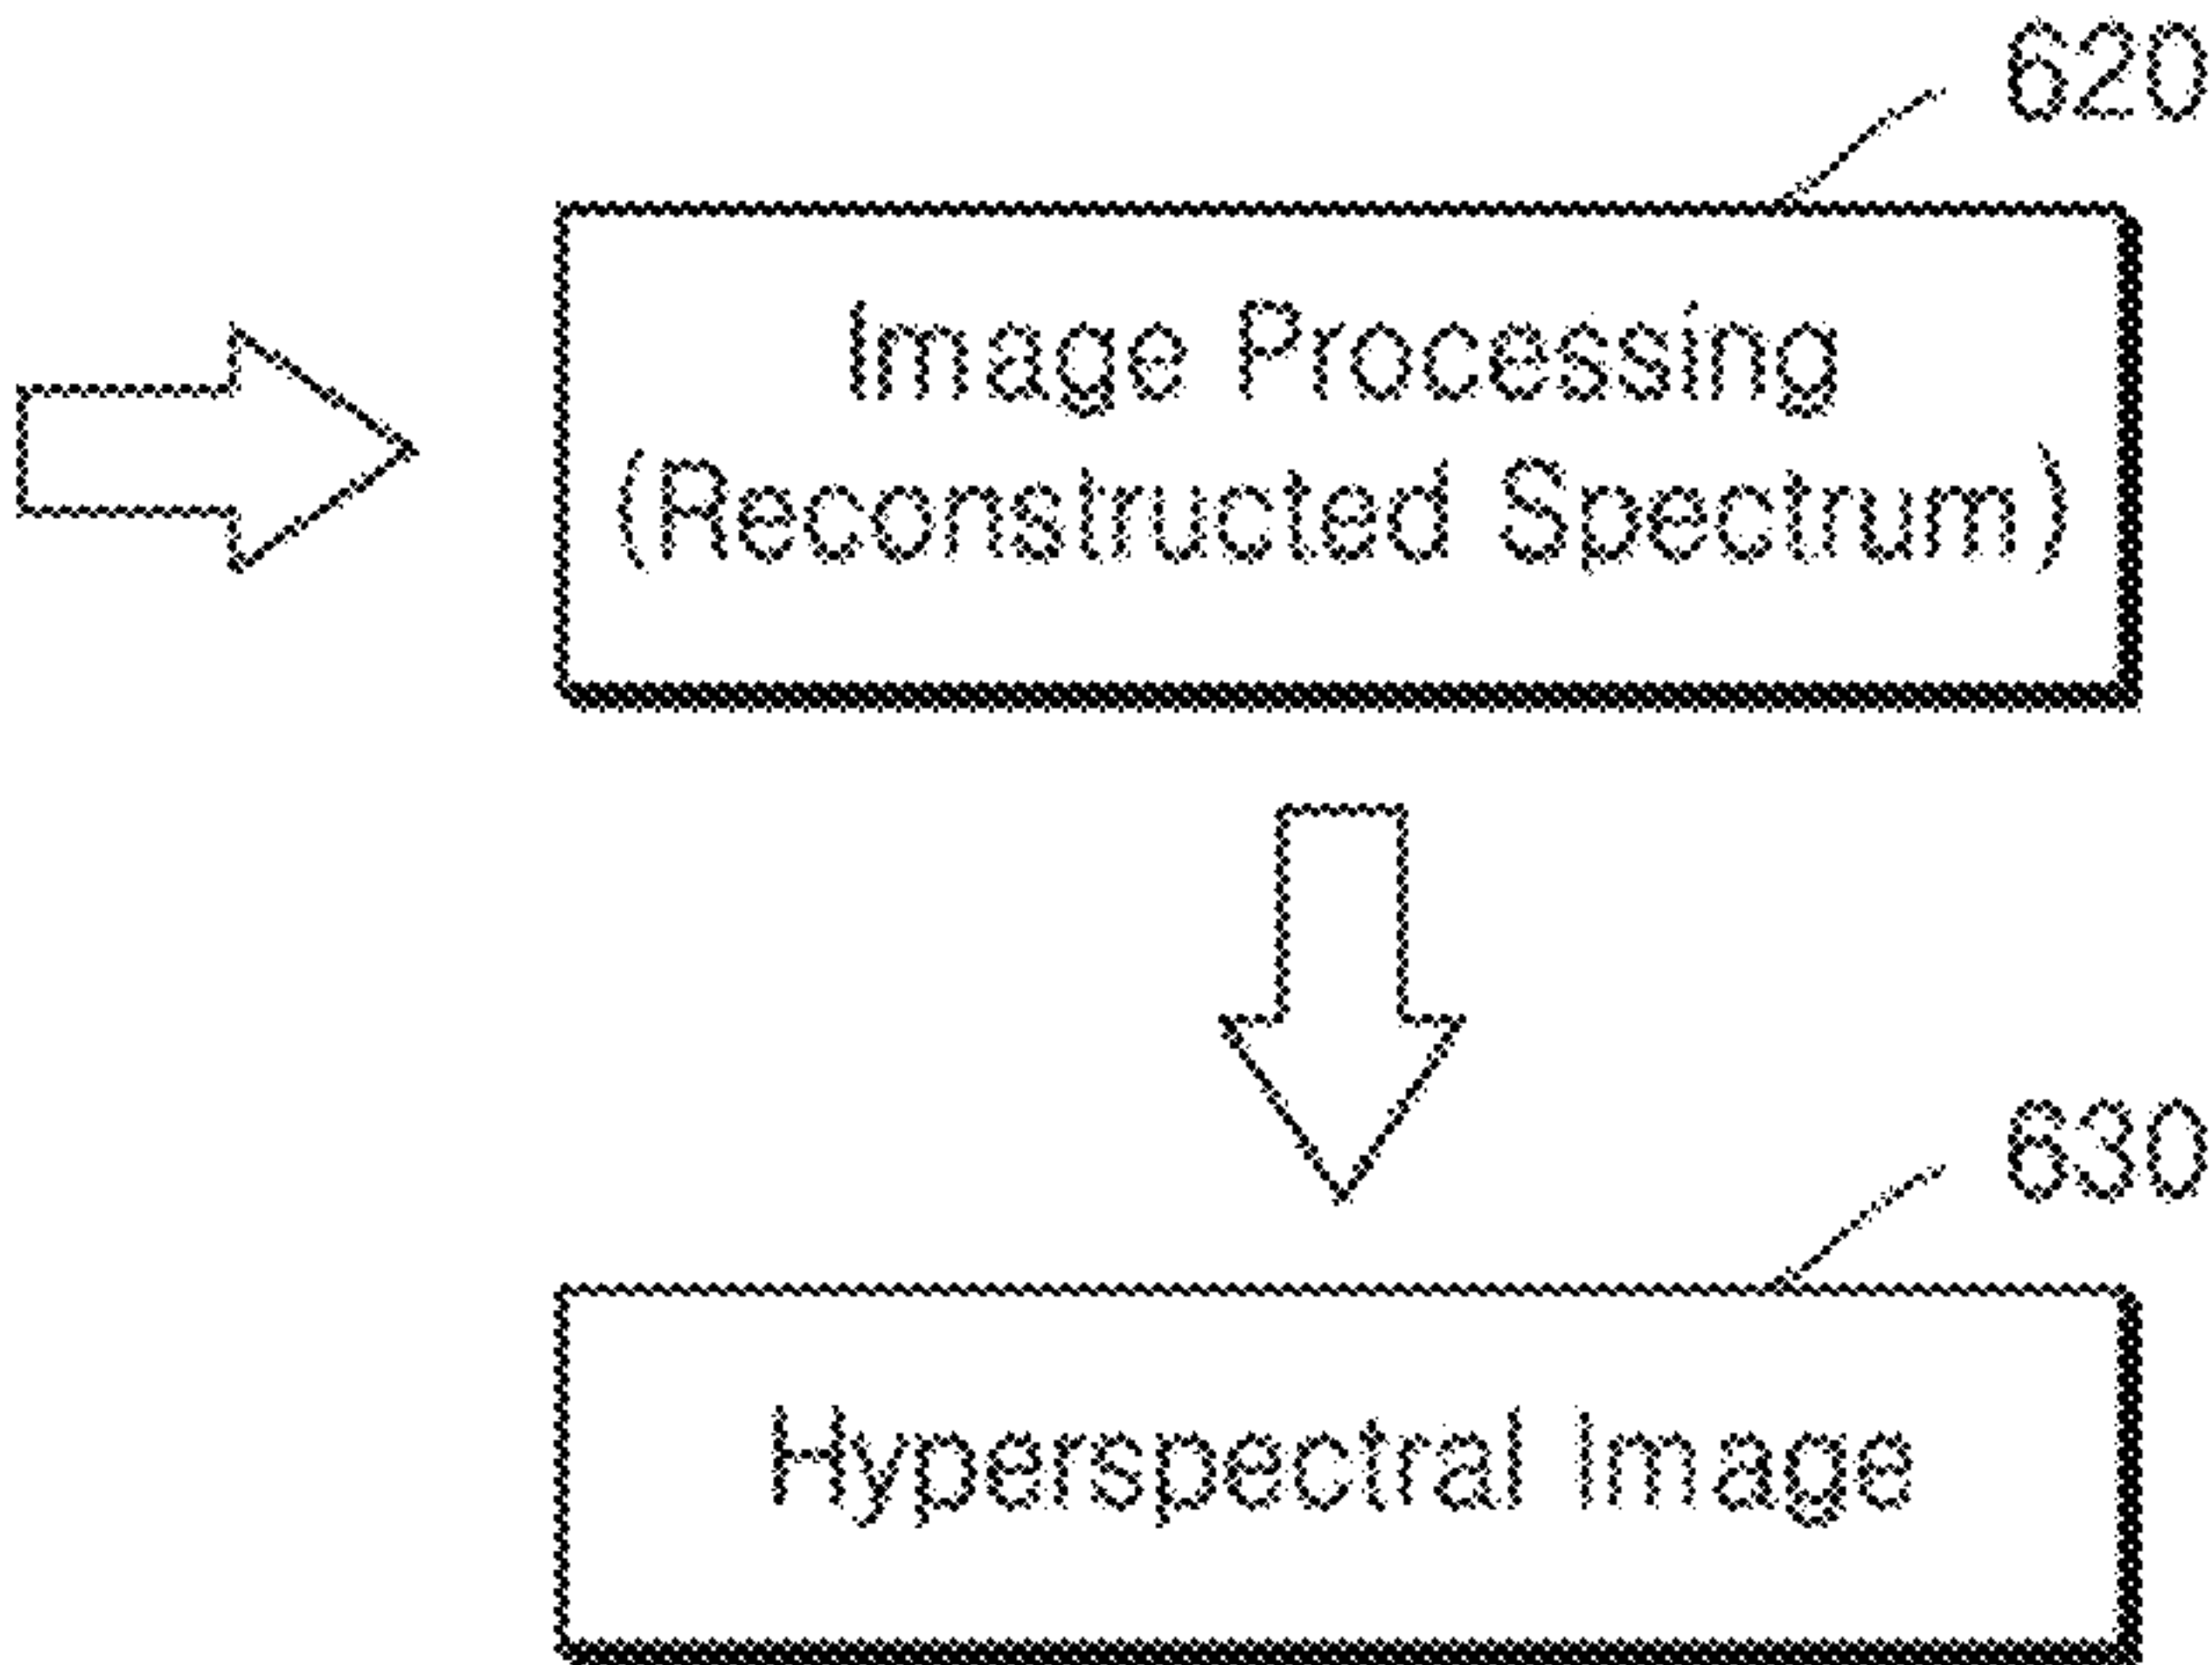 620
Image Processing
(Reconstructed Spectrum)
630
Hyperspectral Image